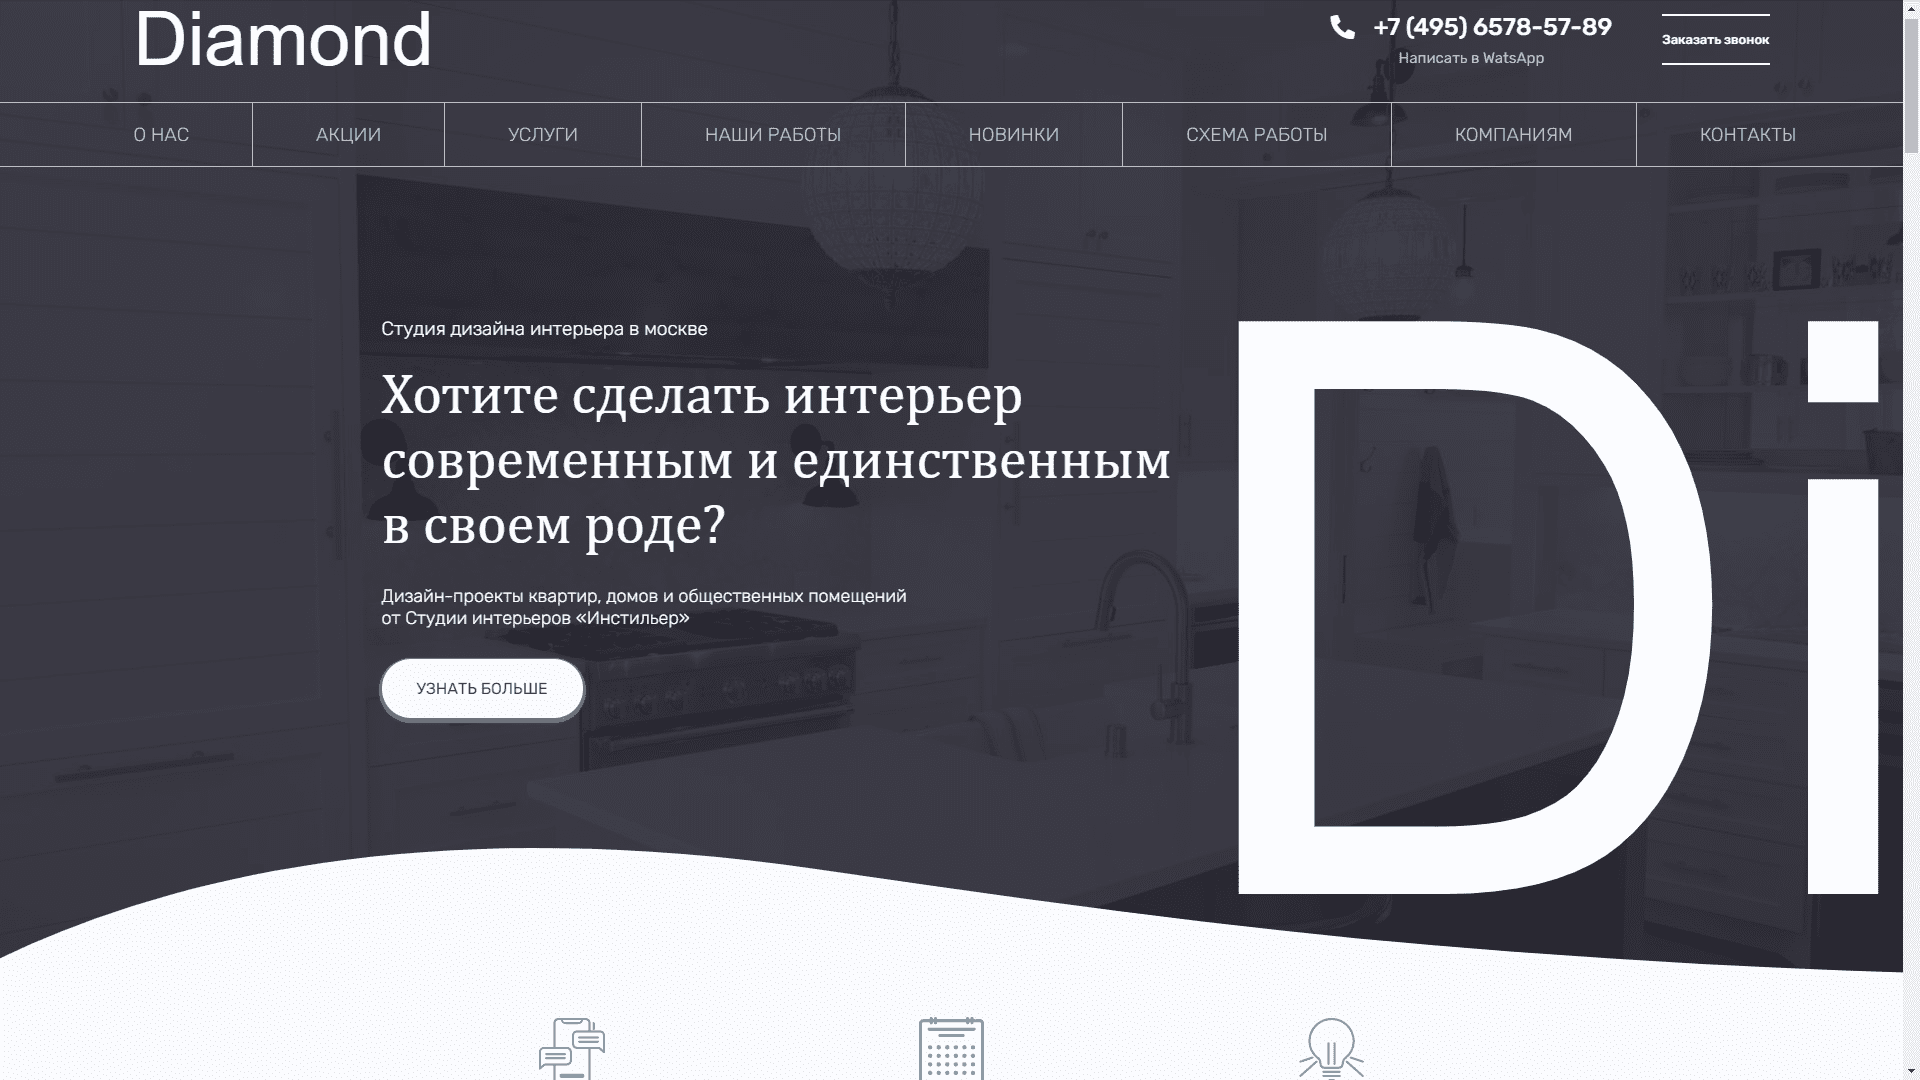 Diamond
+7 (495) 6578-57-89
Написать в WatsApp
Заказать звонок
О НАС
АКЦИИ
УСЛУГИ
НАШИ РАБОТЫ
НОВИНКИ
СХЕМА РАБОТЫ
КОМПАНИЯМ
КОНТАКТЫ
Студия дизайна интерьера в москве
Хотите сделать интерьер
современным и единственным
в своем роде?
Дизайн-проекты квартир, домов и общественных помещений
от Студии интерьеров «Инстильер»
УЗНАТЬ БОЛЬШЕ
Di